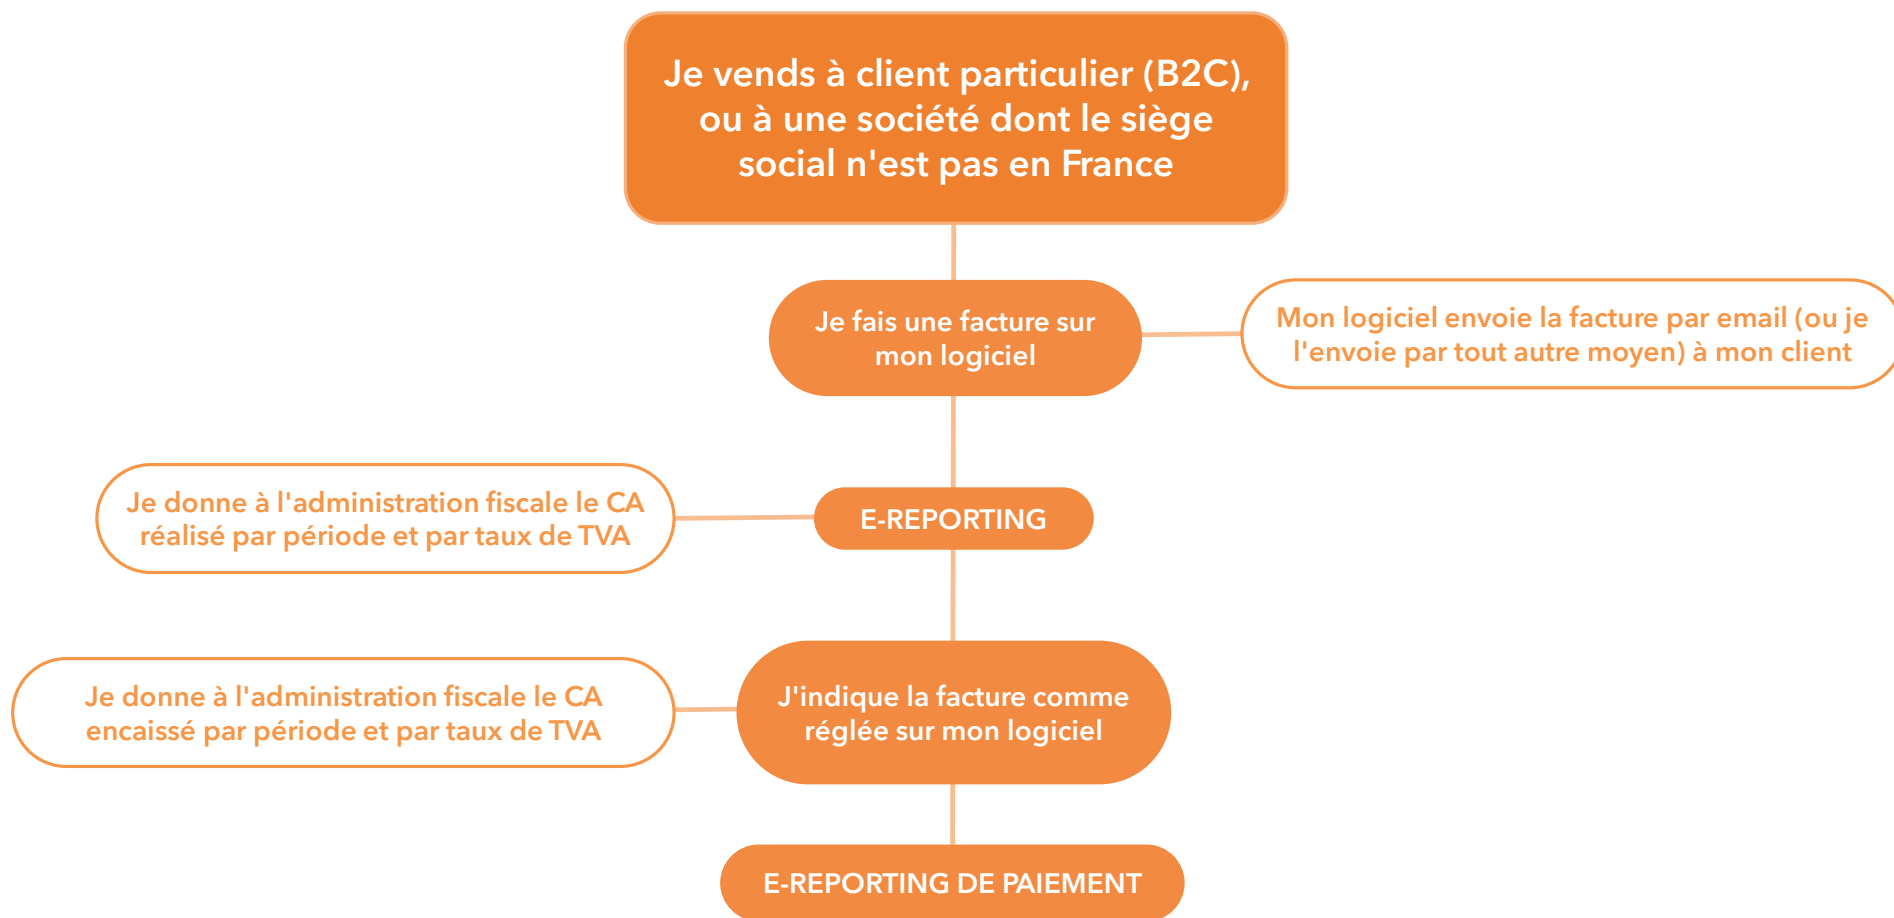 Je vends à client particulier (B2C),
ou à une société dont le siège
social n'est pas en France
Je fais une facture sur
mon logiciel
Mon logiciel envoie la facture par email (ou je
l'envoie par tout autre moyen) à mon client
Je donne à l'administration fiscale le CA
réalisé par période et par taux de TVA
E-REPORTING
Je donne à l'administration fiscale le CA
encaissé par période et par taux de TVA
J'indique la facture comme
réglée sur mon logiciel
E-REPORTING DE PAIEMENT